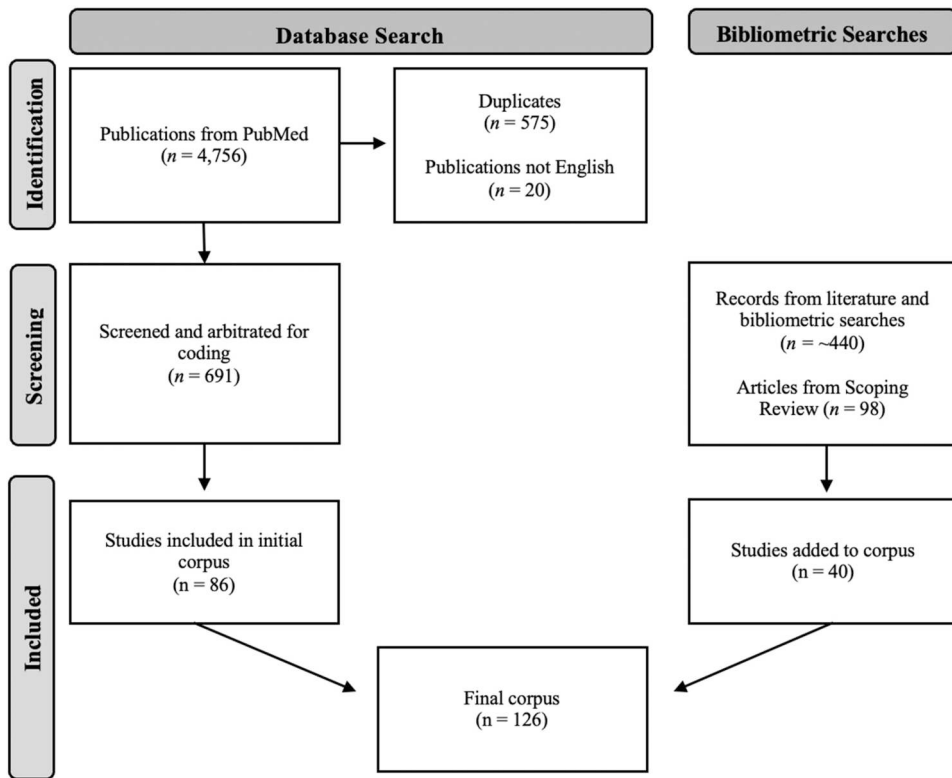 Database Search
Bibliometric Searches
Identification
Publications from PubMed
(n = 4,756)
Duplicates
(n = 575)
Publications not English
(n = 20)
Screening
Screened and arbitrated for
coding
(n = 691)
Records from literature and
bibliometric searches
(n = ~440)
Articles from Scoping
Review (n = 98)
Included
Studies included in initial
corpus
(n = 86)
Studies added to corpus
(n = 40)
Final corpus
(n = 126)